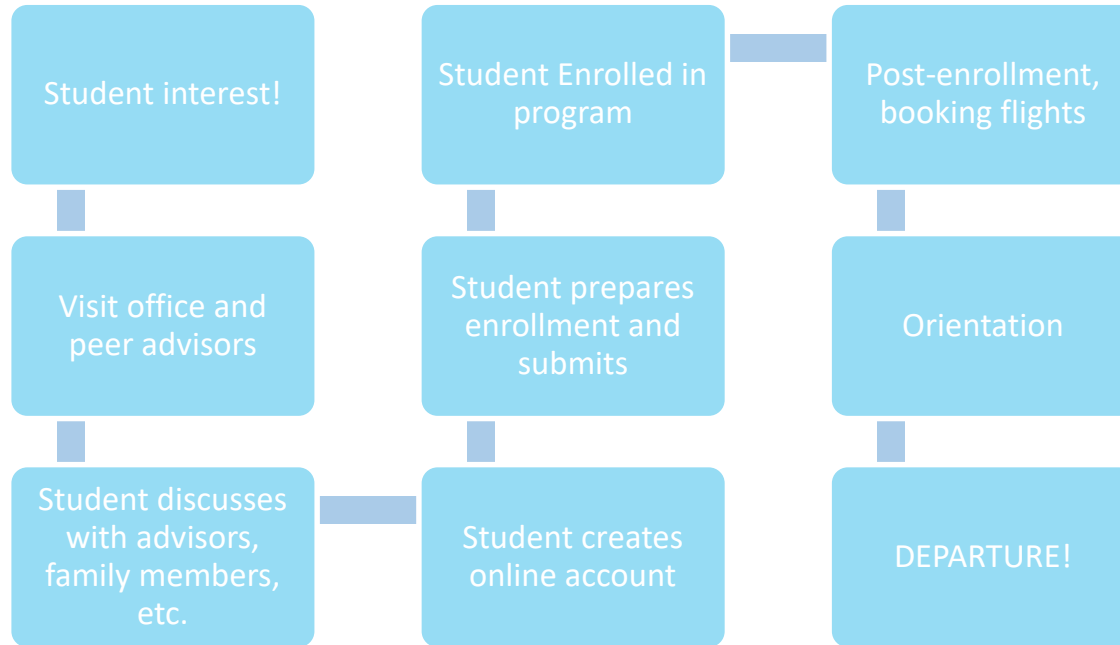 Student interest!
Visit office and
peer advisors
Student discusses
with advisors,
family members,
etc.
Student creates
online account
Student prepares
enrollment and
submits
Student Enrolled in
program
Post-enrollment,
booking flights
Orientation
DEPARTURE!